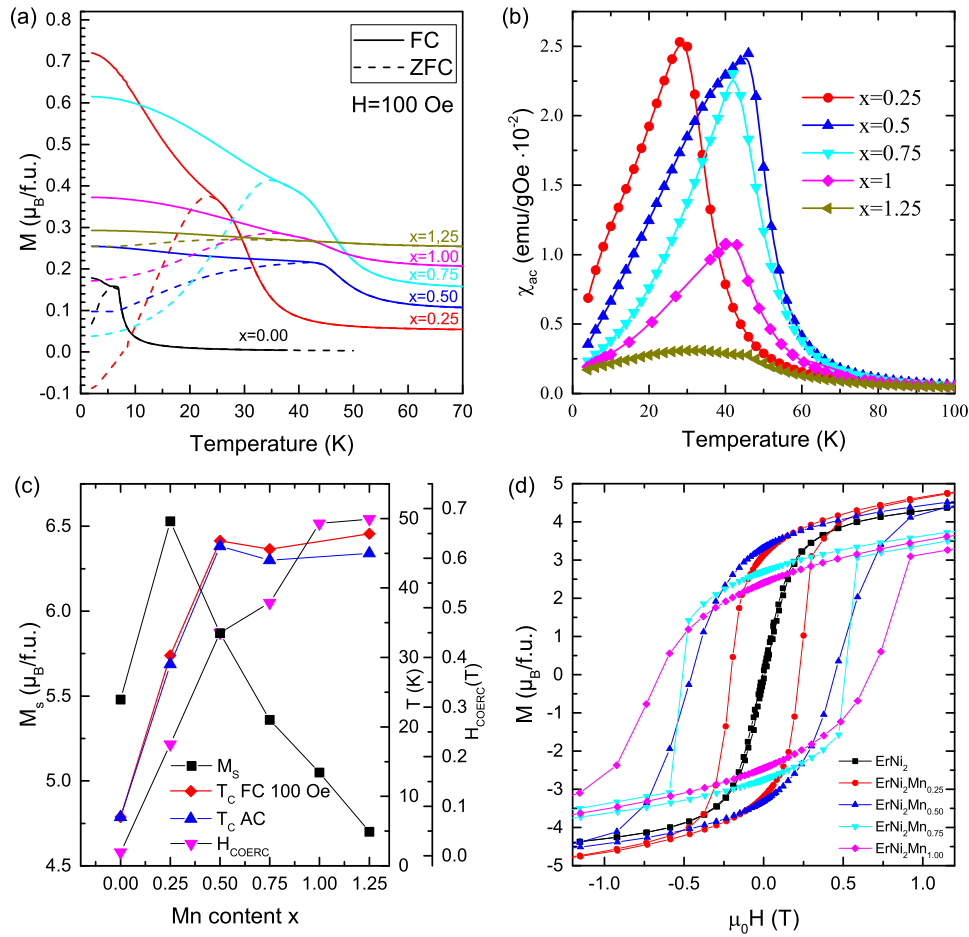 (a)
0.8
0.7
0.6
0.5
0.4
0.3
0.2
0.1
0.0
-0.1
M (μB/f.u.)
FC
ZFC
H=100 Oe
x=1,25
x=1.00
x=0.75
x=0.50
x=0.25
x=0.00
0 10 20 30 40 50 60 70
Temperature (K)
(b)
2.5
2.0
1.5
1.0
0.5
0.0
χac (emu/gOe ·10-2)
x=0.25
x=0.5
x=0.75
x=1
x=1.25
0 20 40 60 80 100
Temperature (K)
(c)
6.5
6.0
5.5
5.0
4.5
Ms (μB/f.u.)
MS
TC FC 100 Oe
TC AC
HCOERC
50
40
30
20
10
0
T (K)
0.7
0.6
0.5
0.4
0.3
0.2
0.1
0.0
HCOERC(T)
0.00 0.25 0.50 0.75 1.00 1.25
Mn content x
(d)
5
4
3
2
1
0
-1
-2
-3
-4
-5
M (μB/f.u.)
ErNi2
ErNi2Mn0.25
ErNi2Mn0.50
ErNi2Mn0.75
ErNi2Mn1.00
-1.0 -0.5 0.0 0.5 1.0
μ0H (T)